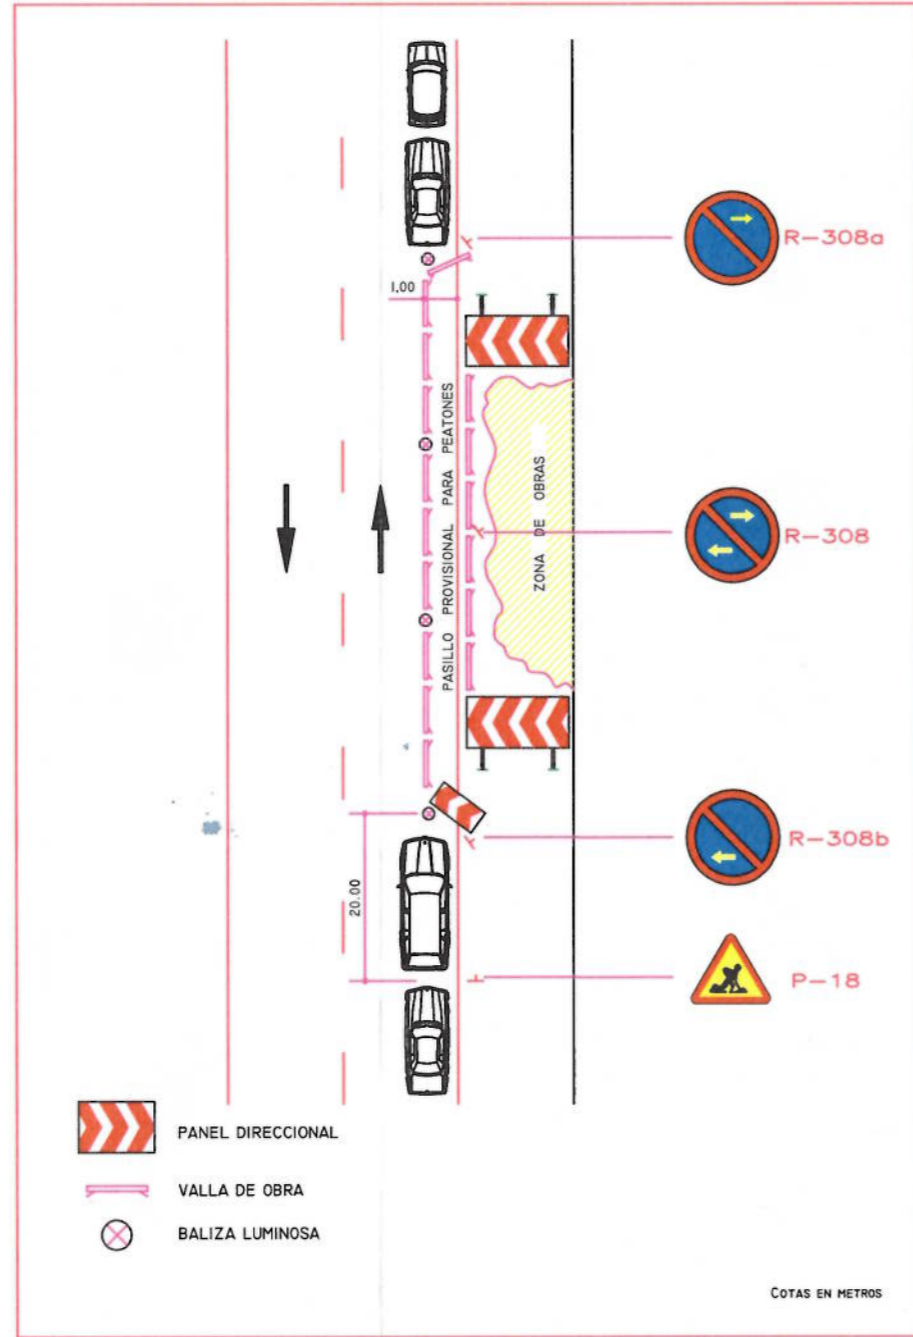 R-308a
1,00
PASILLO PROVISIONAL PARA PEATONES
ZONA DE OBRAS
R-308
R-308b
20.00
P-18
PANEL DIRECCIONAL
VALLA DE OBRA
BALIZA LUMINOSA
COTAS EN METROS